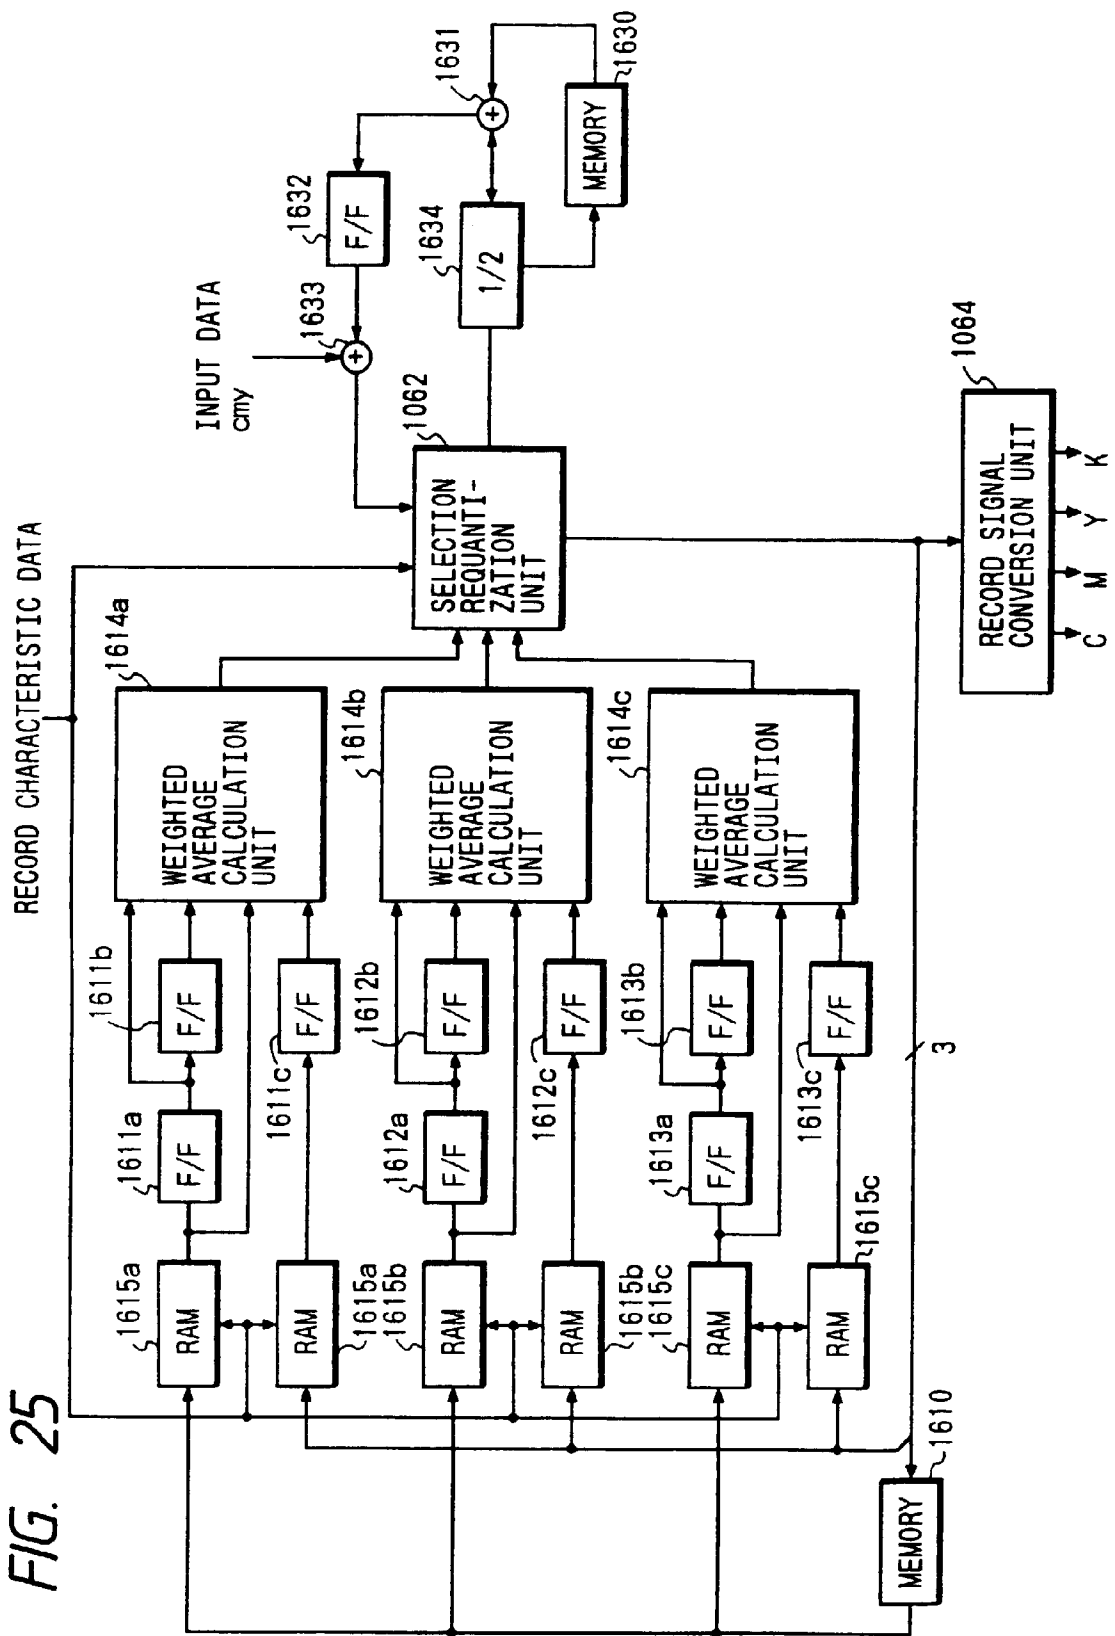 FIG. 25
RECORD CHARACTERISTIC DATA
INPUT DATA
cmy
1615a
RAM
1611a
F/F
1611b
F/F
1614a
WEIGHTED
AVERAGE
CALCULATION
UNIT
RAM
1615a
1611c
F/F
1615b
RAM
1612a
F/F
1612b
F/F
1614b
WEIGHTED
AVERAGE
CALCULATION
UNIT
RAM
1615b
1612c
F/F
1615c
RAM
1613a
F/F
1613b
F/F
1614c
WEIGHTED
AVERAGE
CALCULATION
UNIT
RAM
1615c
1613c
F/F
1062
SELECTION
REQUANTI-
ZATION
UNIT
1633
+
1632
F/F
1631
+
1634
1/2
MEMORY
1630
MEMORY
1610
3
1064
RECORD SIGNAL
CONVERSION UNIT
C M Y K